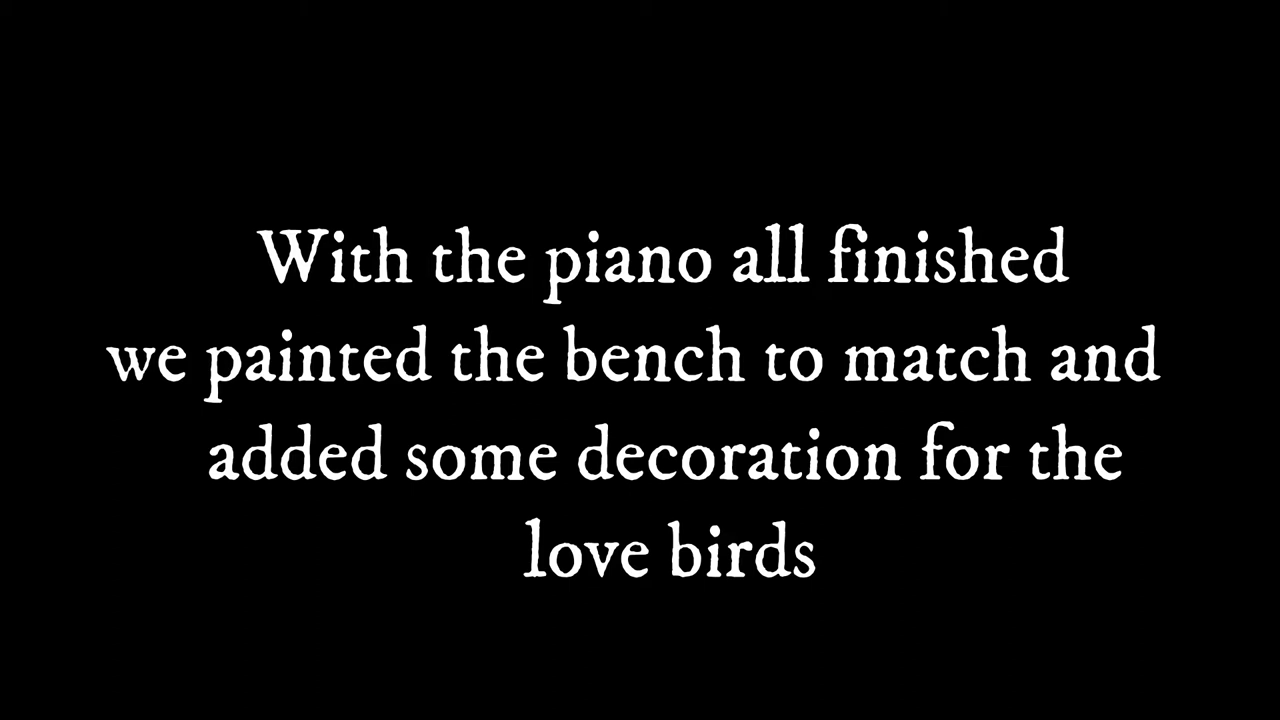 With the piano all finished
we painted the bench to match and
added some decoration for the
love birds